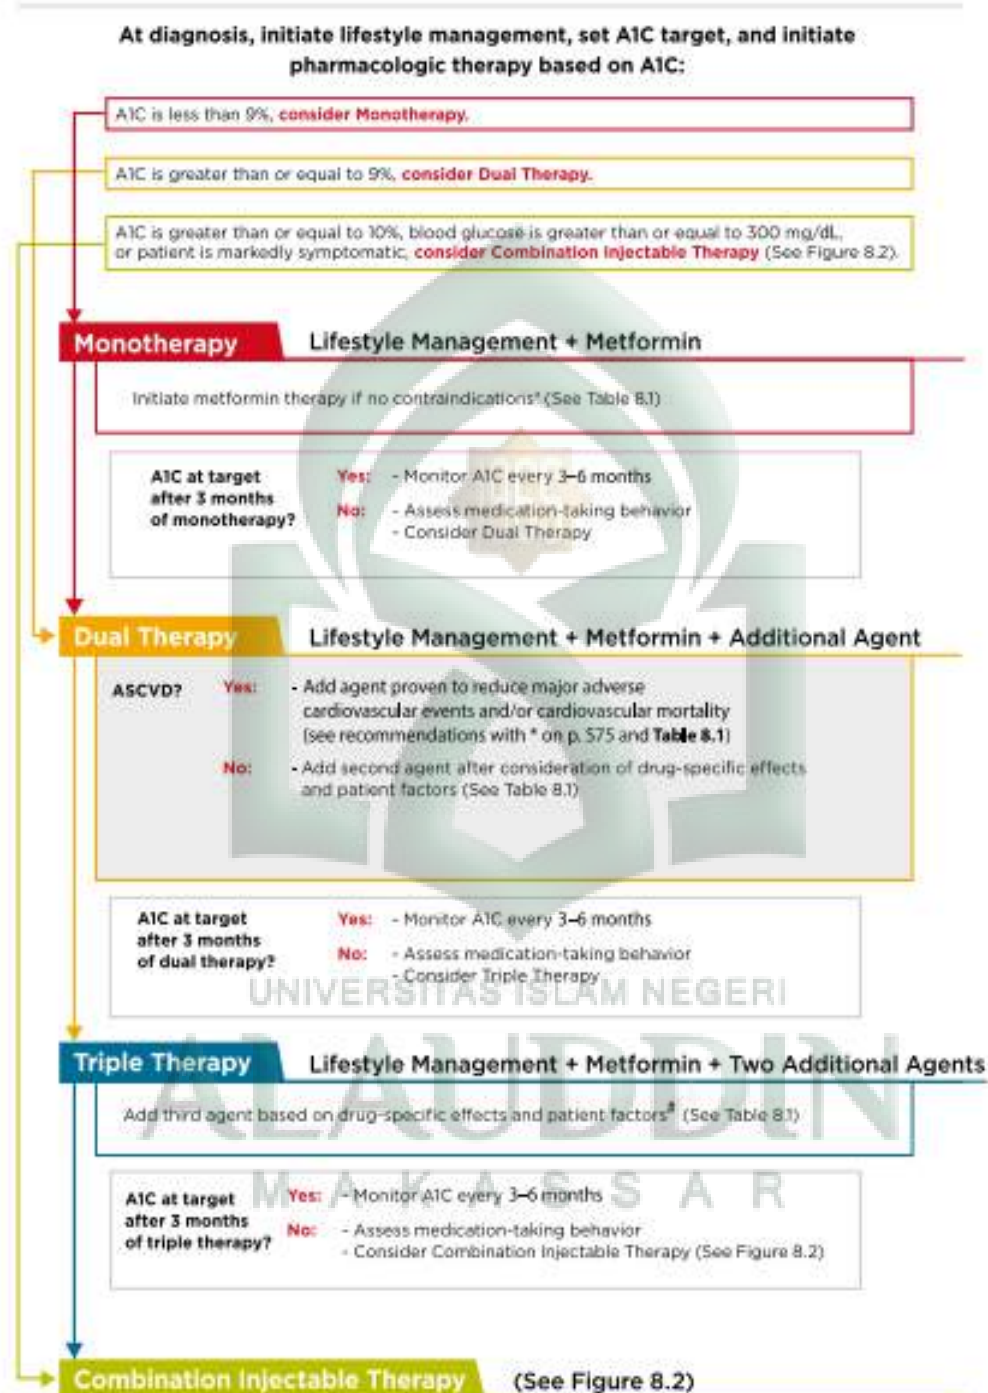 At diagnosis, initiate lifestyle management, set A1C target, and initiate
pharmacologic therapy based on A1C:
A1C is less than 9%, consider Monotherapy.
A1C is greater than or equal to 9%, consider Dual Therapy.
A1C is greater than or equal to 10%, blood glucose is greater than or equal to 300 mg/dL,
or patient is markedly symptomatic, consider Combination Injectable Therapy (See Figure 8.2).
Monotherapy Lifestyle Management + Metformin
Initiate metformin therapy if no contraindications* (See Table 8.1)
A1C at target
after 3 months
of monotherapy?
Yes: - Monitor A1C every 3–6 months
No: - Assess medication-taking behavior
- Consider Dual Therapy
Dual Therapy Lifestyle Management + Metformin + Additional Agent
ASCVD? Yes: - Add agent proven to reduce major adverse
cardiovascular events and/or cardiovascular mortality
(see recommendations with * on p. S75 and Table 8.1)
No: - Add second agent after consideration of drug-specific effects
and patient factors (See Table 8.1)
A1C at target
after 3 months
of dual therapy?
Yes: - Monitor A1C every 3–6 months
No: - Assess medication-taking behavior
- Consider Triple Therapy
UNIVERSITAS ISLAM NEGERI
Triple Therapy Lifestyle Management + Metformin + Two Additional Agents
Add third agent based on drug-specific effects and patient factors# (See Table 8.1)
ALAUDDIN
MAKASSAR
A1C at target
after 3 months
of triple therapy?
Yes: - Monitor A1C every 3–6 months
No: - Assess medication-taking behavior
- Consider Combination Injectable Therapy (See Figure 8.2)
Combination Injectable Therapy (See Figure 8.2)